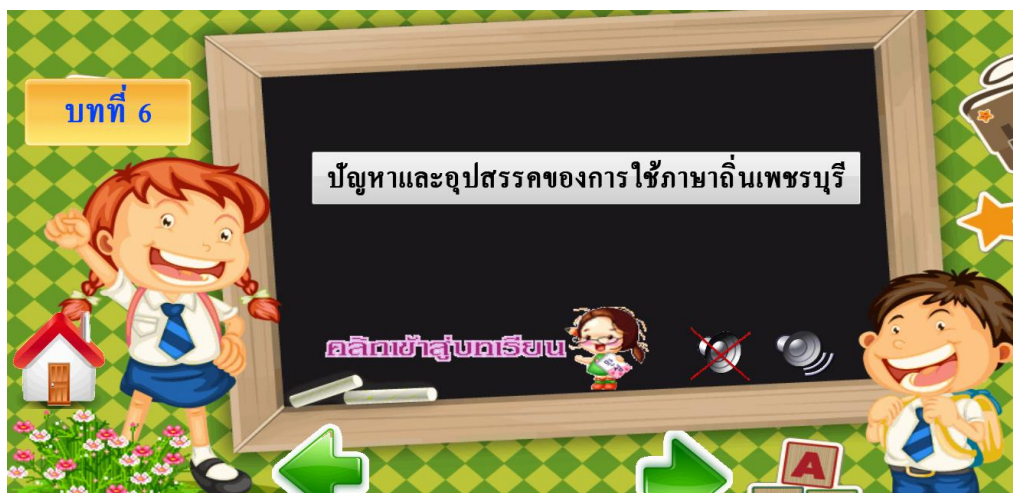 บทที่ 6
ปัญหาและอุปสรรคของการใช้ภาษาถิ่นเพชรบุรี
คลิกเข้าสู่บทเรียน
A